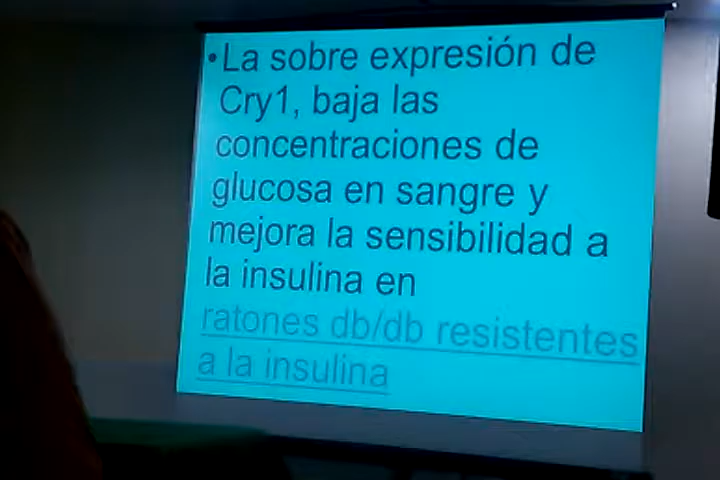 • La sobre expresión de
Cry1, baja las
concentraciones de
glucosa en sangre y
mejora la sensibilidad a
la insulina en
ratones db/db resistentes
a la insulina